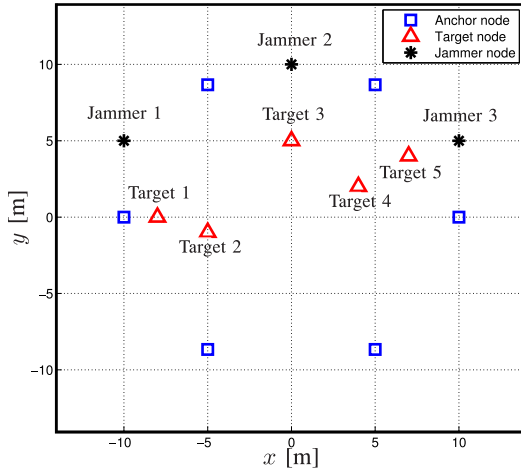 Anchor node
Target node
Jammer node
Jammer 2
10
Jammer 1
Target 3
Jammer 3
5
Target 5
Target 1
Target 4
0
Target 2
y [m]
−5
−10
−10
−5
0
5
10
x [m]